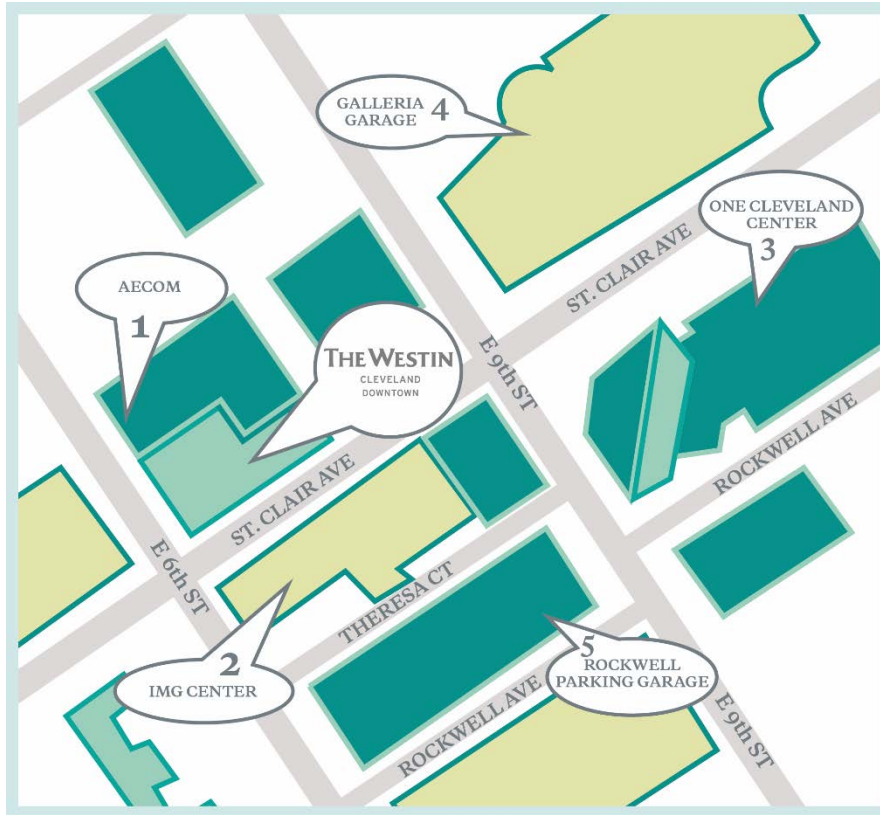 GALLERIA
GARAGE 4
ONE CLEVELAND
CENTER
3
ST. CLAIR AVE
AECOM
1
THE WESTIN
CLEVELAND
DOWNTOWN
E 9th ST
ROCKWELL AVE
ST. CLAIR AVE
E 6th ST
THERESA CT
2
IMG CENTER
5
ROCKWELL
PARKING GARAGE
ROCKWELL AVE
E 9th ST